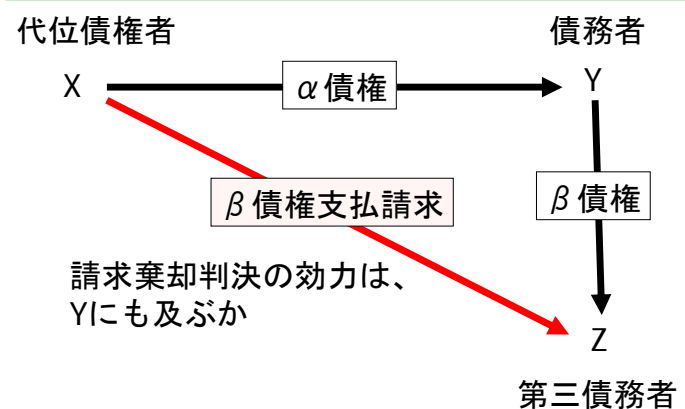 代位債権者
債務者
X
α債権
Y
β債権支払請求
β債権
請求棄却判決の効力は、
Yにも及ぶか
Z
第三債務者